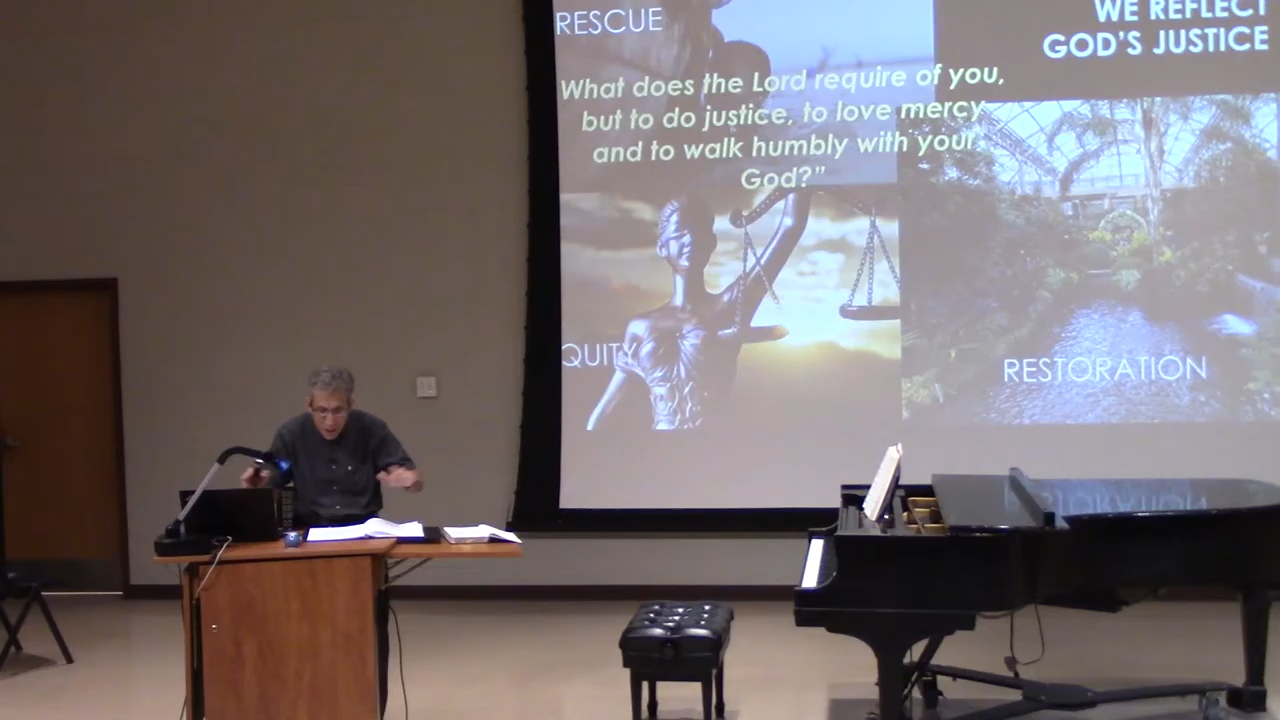 RESCUE
WE REFLECT
GOD'S JUSTICE
What does the Lord require of you,
but to do justice, to love mercy
and to walk humbly with your
God?"
QUITY
RESTORATION